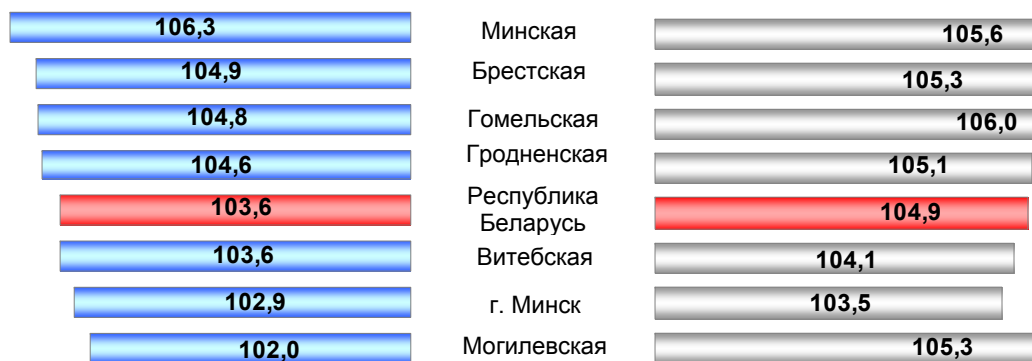 106,3 Минская 105,6
104,9 Брестская 105,3
104,8 Гомельская 106,0
104,6 Гродненская 105,1
103,6 Республика Беларусь 104,9
103,6 Витебская 104,1
102,9 г. Минск 103,5
102,0 Могилевская 105,3